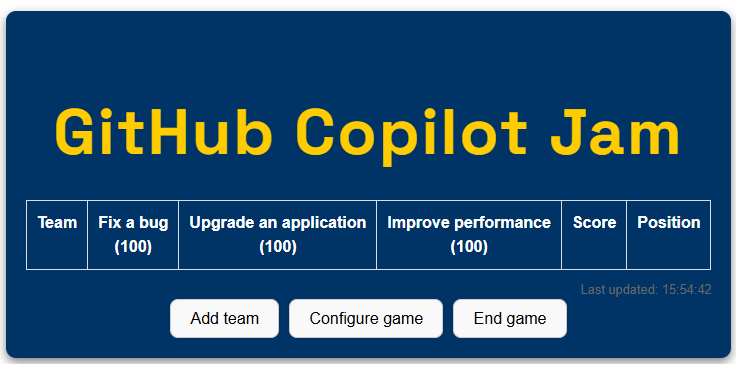 GitHub Copilot Jam
Team Fix a bug Upgrade an application Improve performance Score Position
(100) (100) (100)
Last updated: 15:54:42
Add team Configure game End game